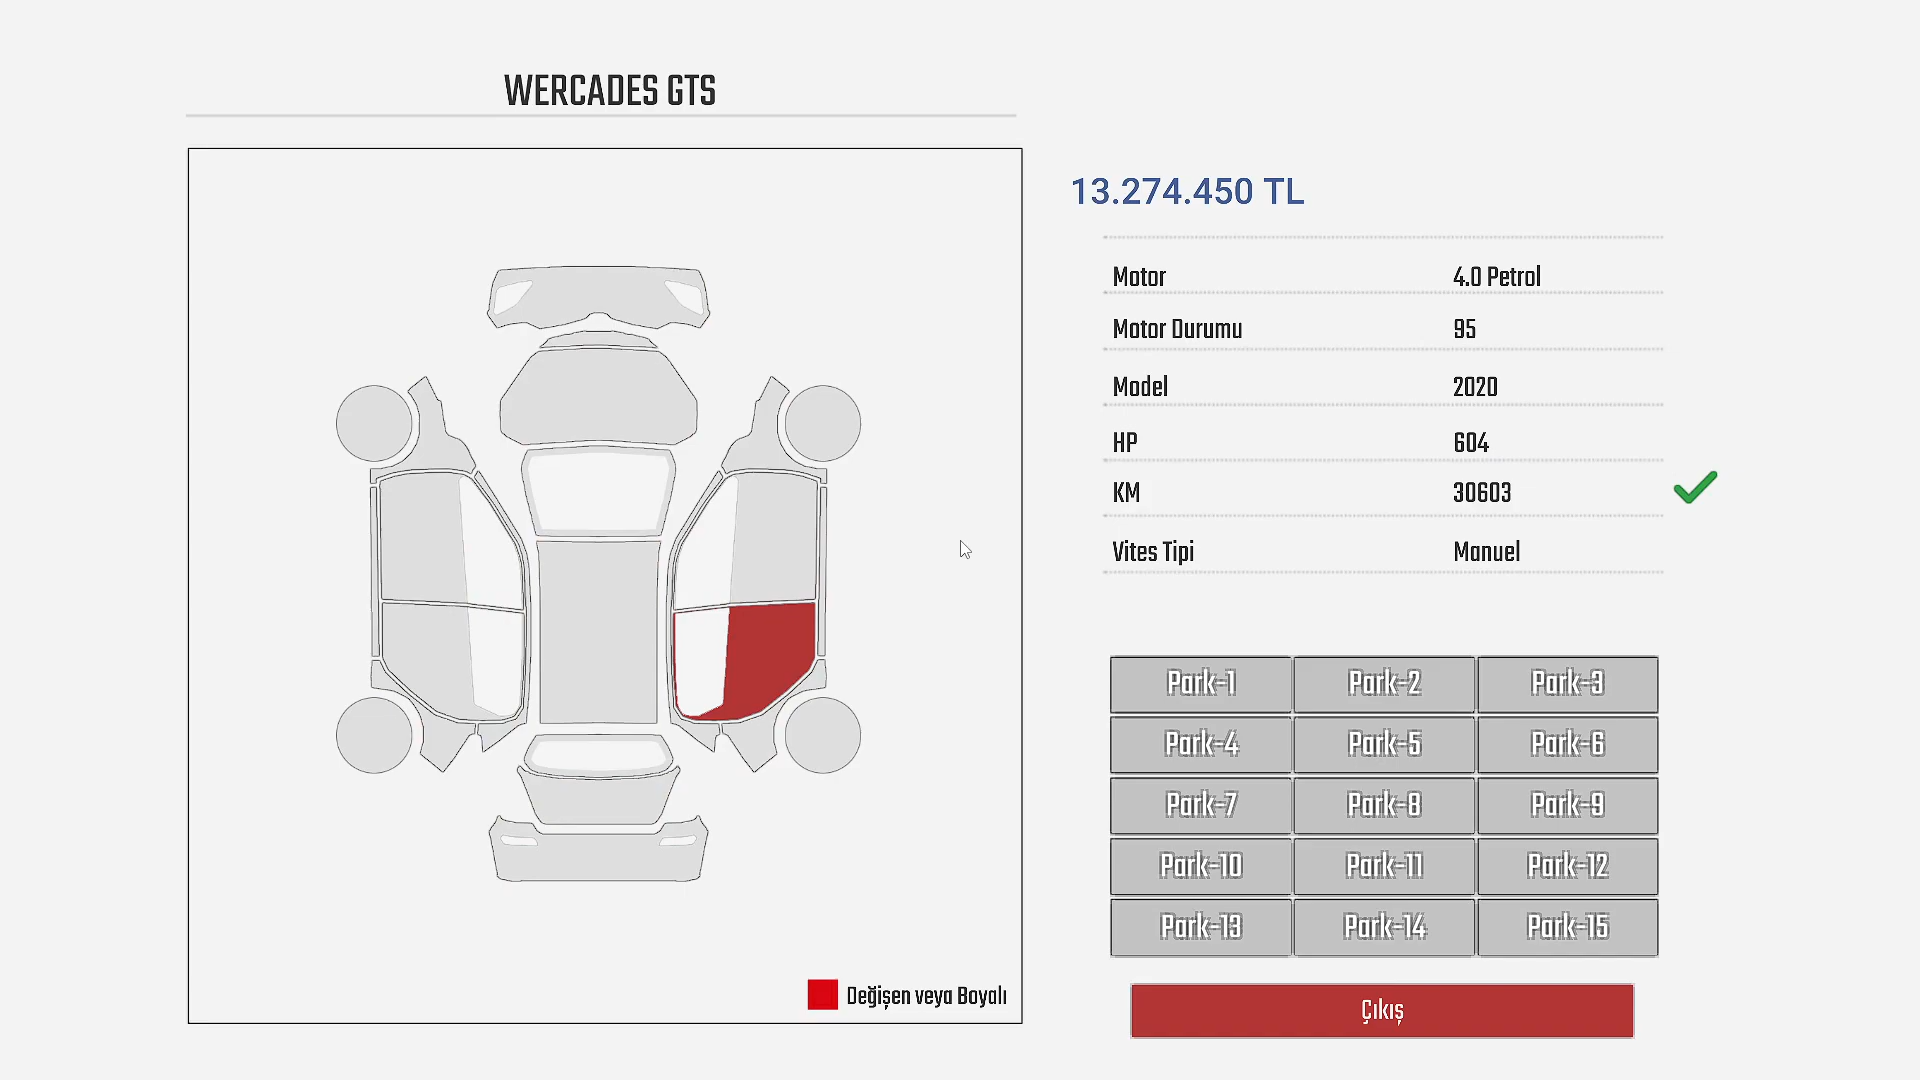 WERCADES GTS
13.274.450 TL
Motor 4.0 Petrol
Motor Durumu 95
Model 2020
HP 604
KM 30603
Vites Tipi Manuel
Park-1 Park-2 Park-3
Park-4 Park-5 Park-6
Park-7 Park-8 Park-9
Park-10 Park-11 Park-12
Park-13 Park-14 Park-15
Değişen veya Boyalı
Çıkış